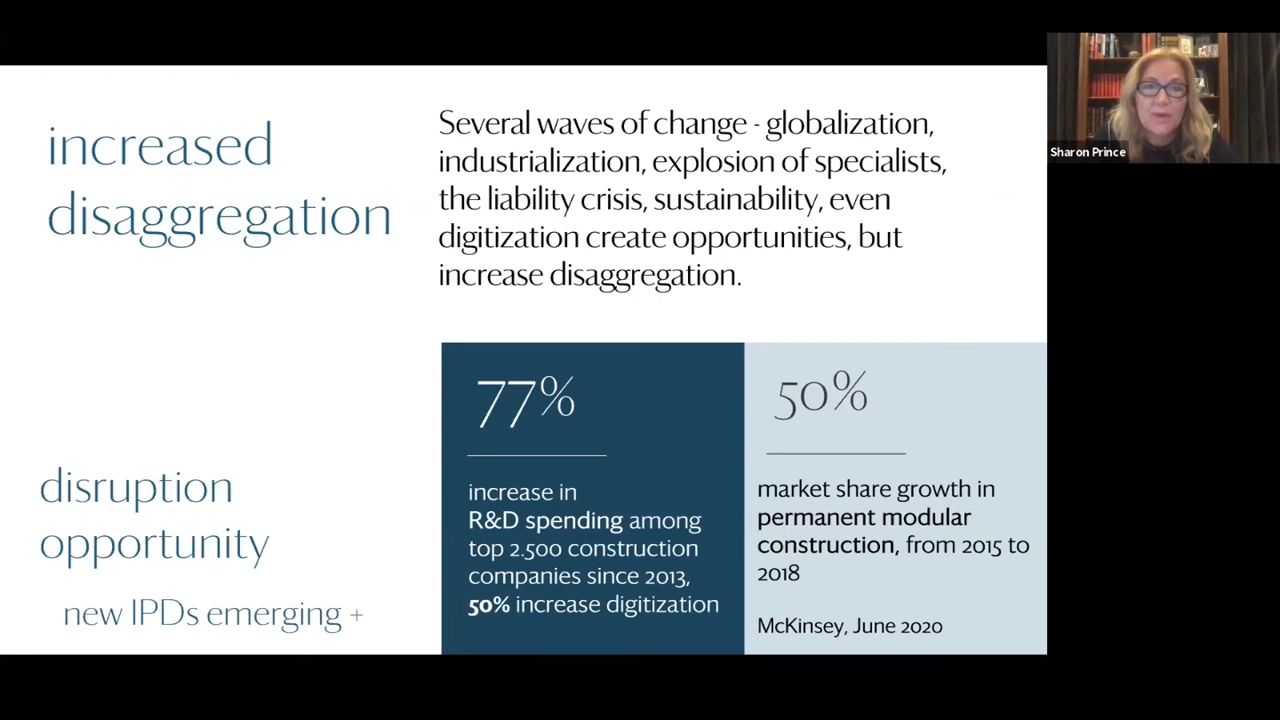 increased
disaggregation
Several waves of change - globalization,
industrialization, explosion of specialists,
the liability crisis, sustainability, even
digitization create opportunities, but
increase disaggregation.
disruption
opportunity
new IPDs emerging +
77%
increase in
R&D spending among
top 2.500 construction
companies since 2013,
50% increase digitization
50%
market share growth in
permanent modular
construction, from 2015 to
2018
McKinsey, June 2020
Sharon Prince